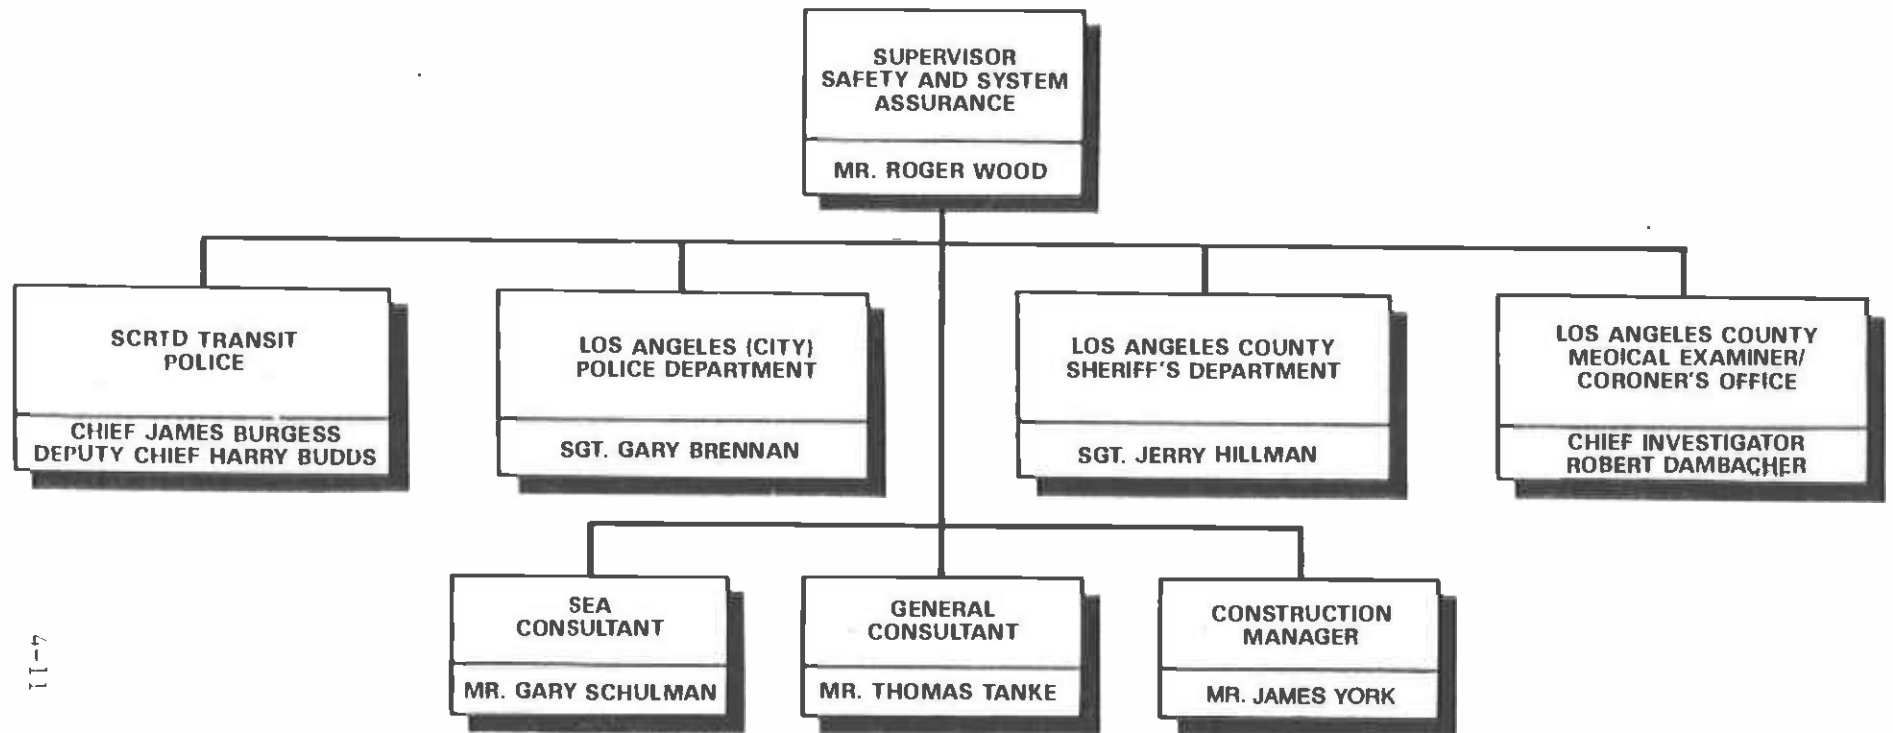 SUPERVISOR
SAFETY AND SYSTEM
ASSURANCE
MR. ROGER WOOD
SCRTD TRANSIT
POLICE
CHIEF JAMES BURGESS
DEPUTY CHIEF HARRY BUDDS
LOS ANGELES (CITY)
POLICE DEPARTMENT
SGT. GARY BRENNAN
LOS ANGELES COUNTY
SHERIFF'S DEPARTMENT
SGT. JERRY HILLMAN
LOS ANGELES COUNTY
MEDICAL EXAMINER/
CORONER'S OFFICE
CHIEF INVESTIGATOR
ROBERT DAMBACHER
SEA
CONSULTANT
MR. GARY SCHULMAN
GENERAL
CONSULTANT
MR. THOMAS TANKE
CONSTRUCTION
MANAGER
MR. JAMES YORK
4-11